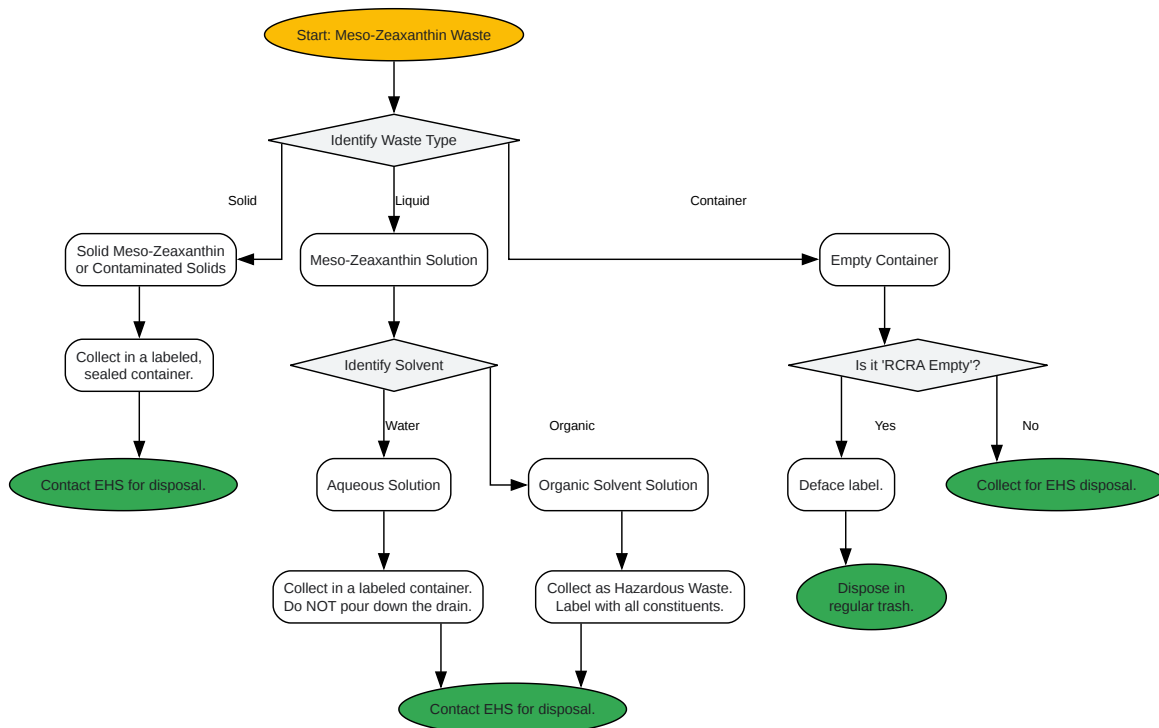 Start: Meso-Zeaxanthin Waste
Identify Waste Type
Solid
Liquid
Container
Solid Meso-Zeaxanthin
or Contaminated Solids
Meso-Zeaxanthin Solution
Empty Container
Collect in a labeled,
sealed container.
Identify Solvent
Is it 'RCRA Empty'?
Water
Organic
Yes
No
Contact EHS for disposal.
Aqueous Solution
Organic Solvent Solution
Deface label.
Collect for EHS disposal.
Collect in a labeled container.
Do NOT pour down the drain.
Collect as Hazardous Waste.
Label with all constituents.
Dispose in
regular trash.
Contact EHS for disposal.